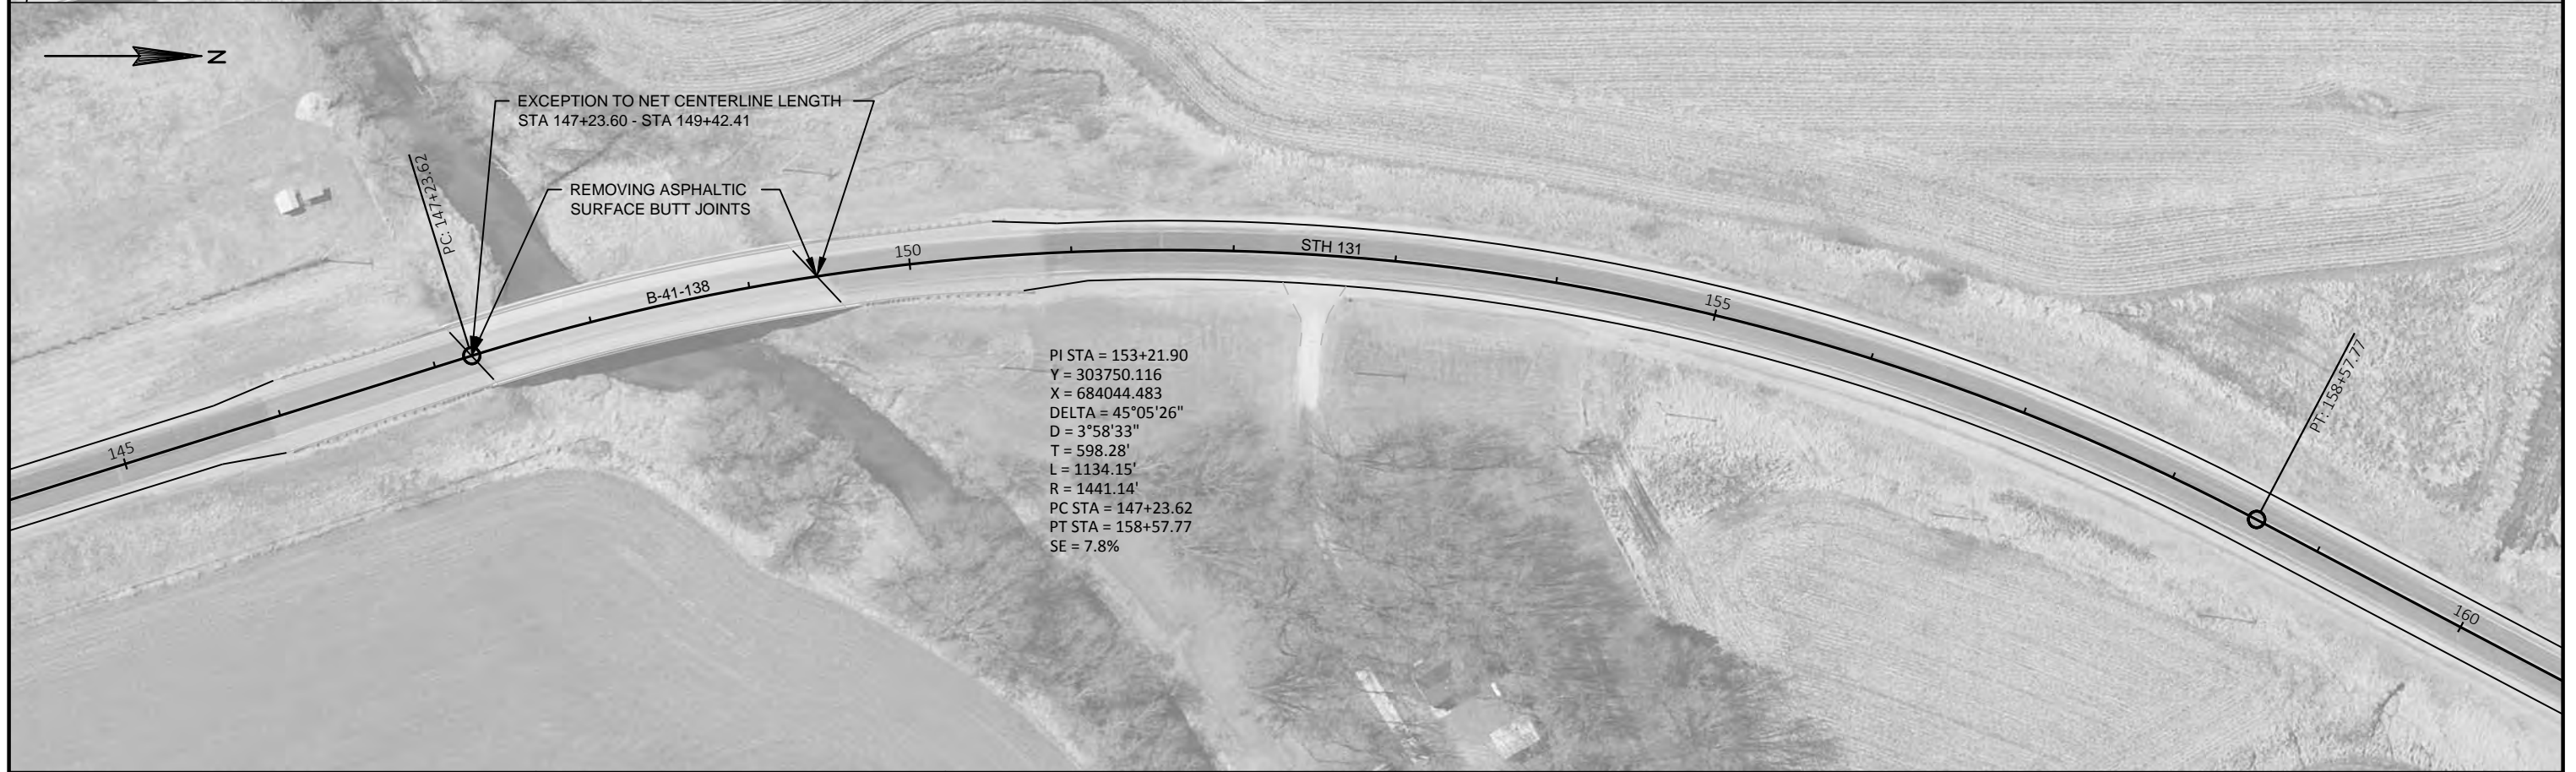 N
EXCEPTION TO NET CENTERLINE LENGTH
STA 147+23.60 - STA 149+42.41
PC: 147+23.62
REMOVING ASPHALTIC
SURFACE BUTT JOINTS
150
STH 131
B-41-138
155
PT: 158+57.77
145
160
PI STA = 153+21.90
Y = 303750.116
X = 684044.483
DELTA = 45°05'26"
D = 3°58'33"
T = 598.28'
L = 1134.15'
R = 1441.14'
PC STA = 147+23.62
PT STA = 158+57.77
SE = 7.8%